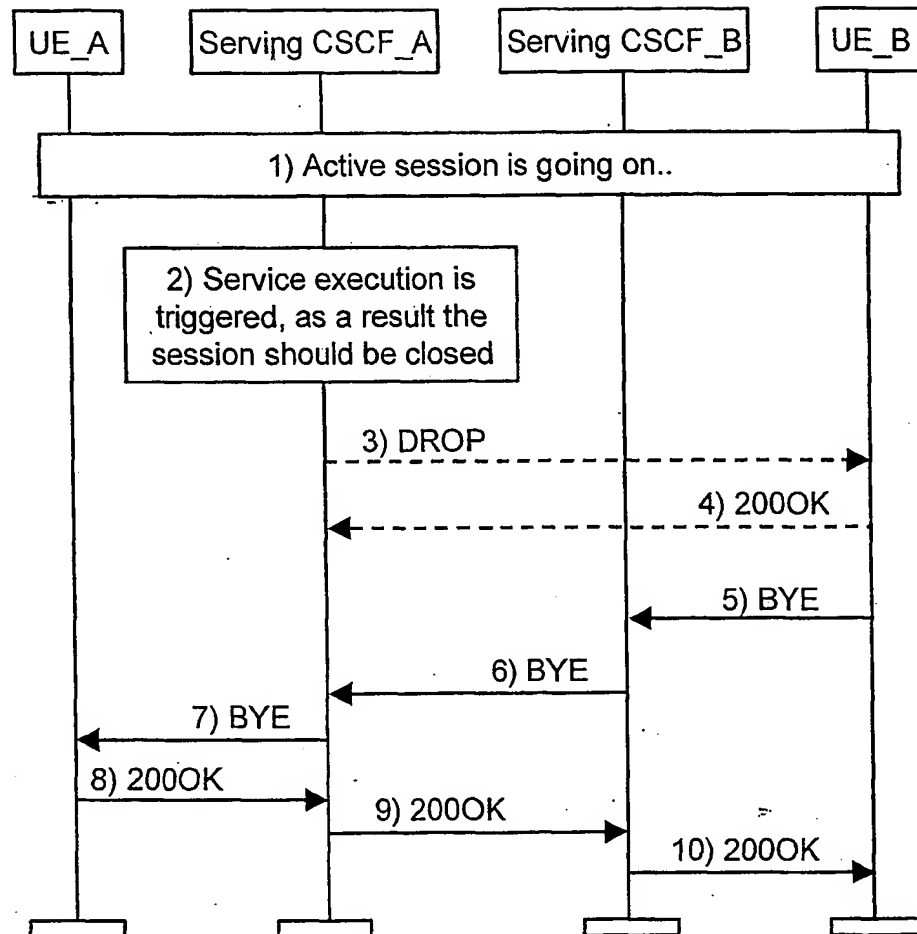 UE_A
Serving CSCF_A
Serving CSCF_B
UE_B
1) Active session is going on..
2) Service execution is
triggered, as a result the
session should be closed
3) DROP
4) 200OK
5) BYE
6) BYE
7) BYE
8) 200OK
9) 200OK
10) 200OK